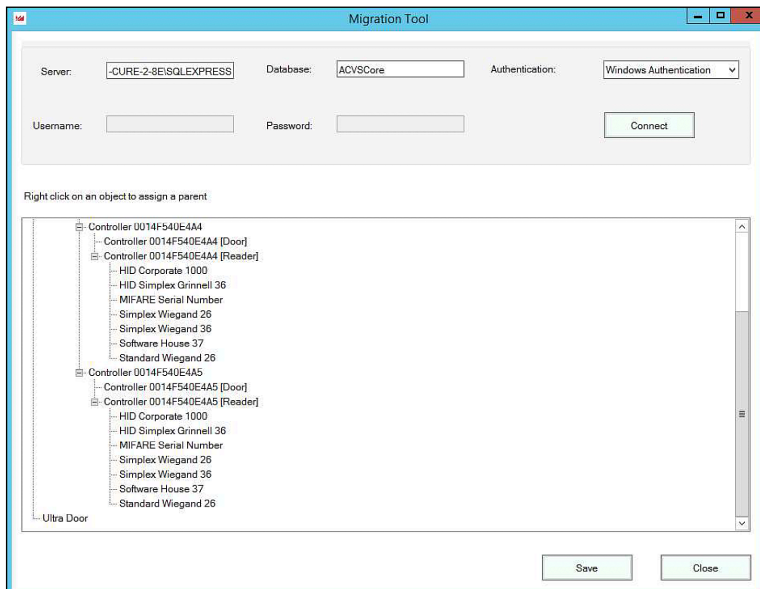 Migration Tool
Server: -CURE-2-8E\SQLEXPRESS Database: ACVSCore Authentication: Windows Authentication
Username: Password: Connect
Right click on an object to assign a parent
Controller 0014F540E4A4
Controller 0014F540E4A4 [Door]
Controller 0014F540E4A4 [Reader]
HID Corporate 1000
HID Simplex Grinnell 36
MIFARE Serial Number
Simplex Wiegand 26
Simplex Wiegand 36
Software House 37
Standard Wiegand 26
Controller 0014F540E4A5
Controller 0014F540E4A5 [Door]
Controller 0014F540E4A5 [Reader]
HID Corporate 1000
HID Simplex Grinnell 36
MIFARE Serial Number
Simplex Wiegand 26
Simplex Wiegand 36
Software House 37
Standard Wiegand 26
Ultra Door
Save Close